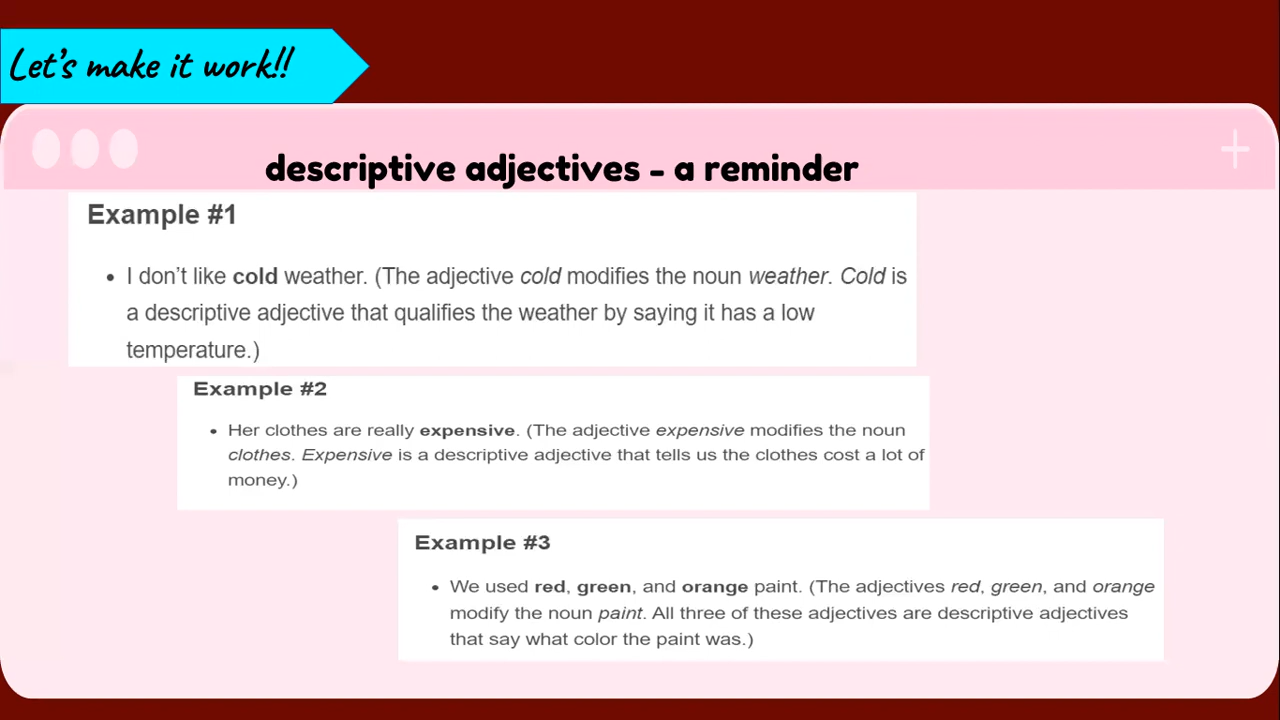 Let's make it work!!
descriptive adjectives - a reminder
Example #1
• I don't like cold weather. (The adjective cold modifies the noun weather. Cold is
a descriptive adjective that qualifies the weather by saying it has a low
temperature.)
Example #2
• Her clothes are really expensive. (The adjective expensive modifies the noun
clothes. Expensive is a descriptive adjective that tells us the clothes cost a lot of
money.)
Example #3
• We used red, green, and orange paint. (The adjectives red, green, and orange
modify the noun paint. All three of these adjectives are descriptive adjectives
that say what color the paint was.)